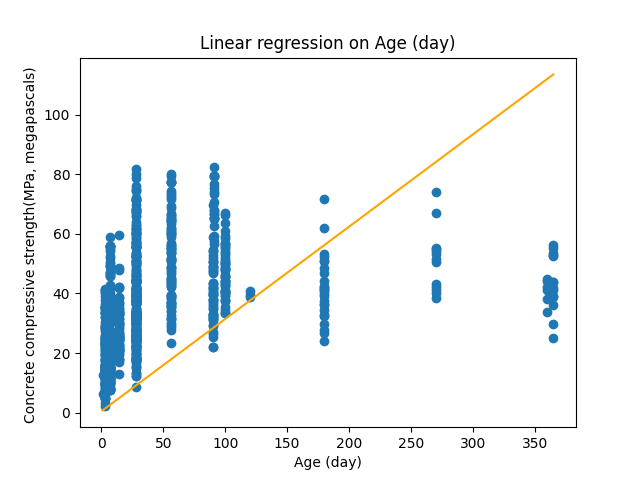 Linear regression on Age (day)
Concrete compressive strength(MPa, megapascals)
100
80
60
40
20
0
0 50 100 150 200 250 300 350
Age (day)